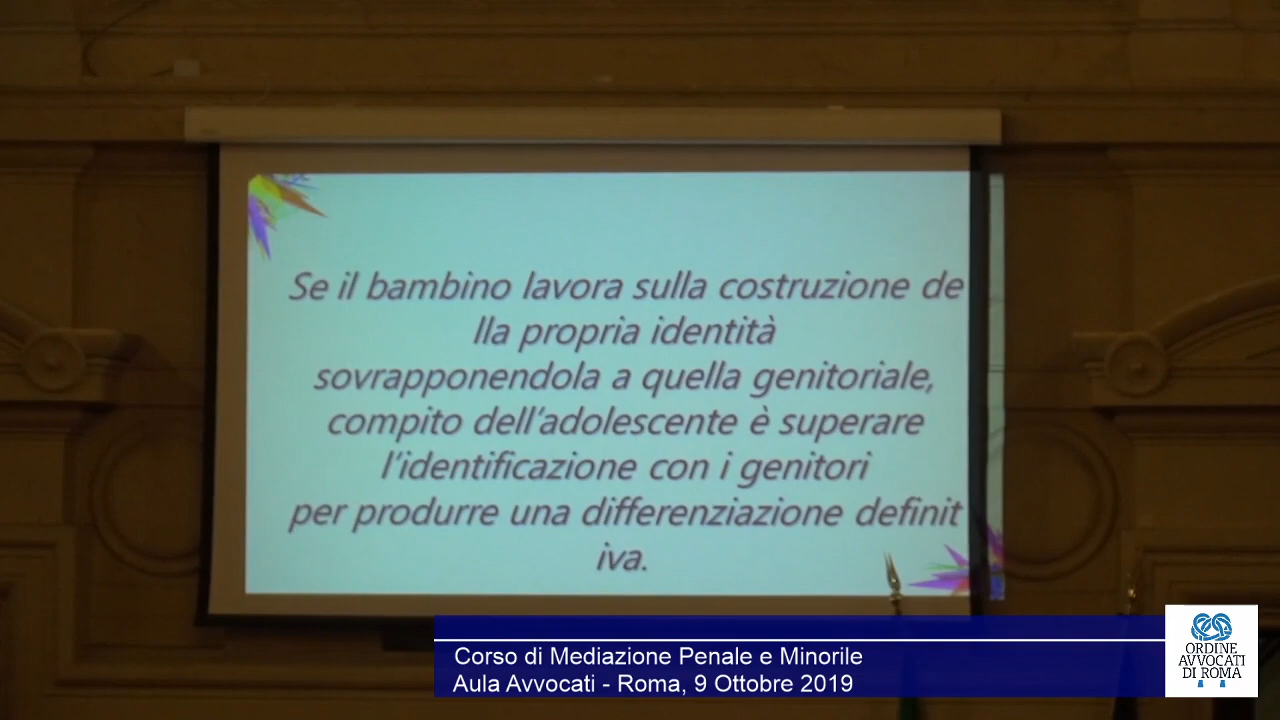 Se il bambino lavora sulla costruzione de
lla propria identità
sovrapponendola a quella genitoriale,
compito dell'adolescente è superare
l'identificazione con i genitori
per produrre una differenziazione definit
iva.
Corso di Mediazione Penale e Minorile
Aula Avvocati - Roma, 9 Ottobre 2019
ORDINE
AVVOCATI
DI ROMA